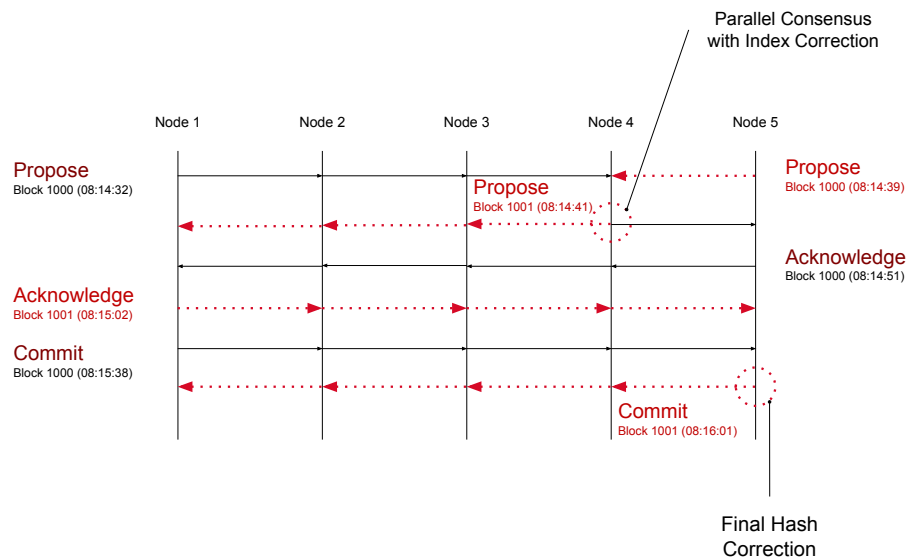 Parallel Consensus
with Index Correction
Node 1
Node 2
Node 3
Node 4
Node 5
Propose
Block 1000 (08:14:32)
Propose
Block 1000 (08:14:39)
Propose
Block 1001 (08:14:41)
Acknowledge
Block 1000 (08:14:51)
Acknowledge
Block 1001 (08:15:02)
Commit
Block 1000 (08:15:38)
Commit
Block 1001 (08:16:01)
Final Hash
Correction